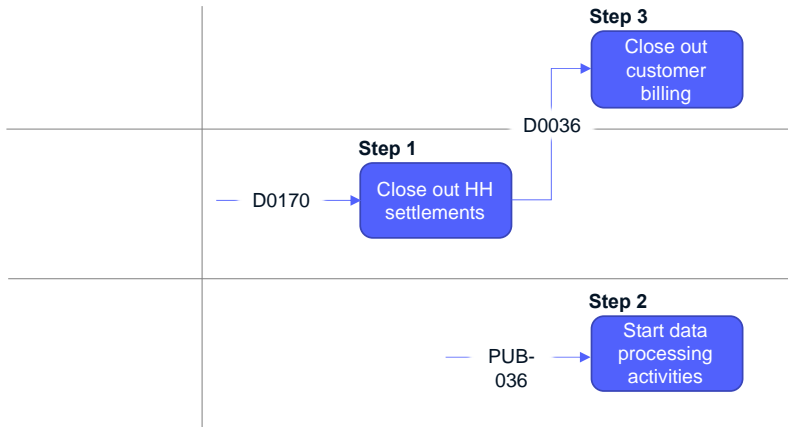 Step 3
Close out
customer
billing
D0036
Step 1
Close out HH
settlements
D0170
Step 2
Start data
processing
activities
PUB-
036